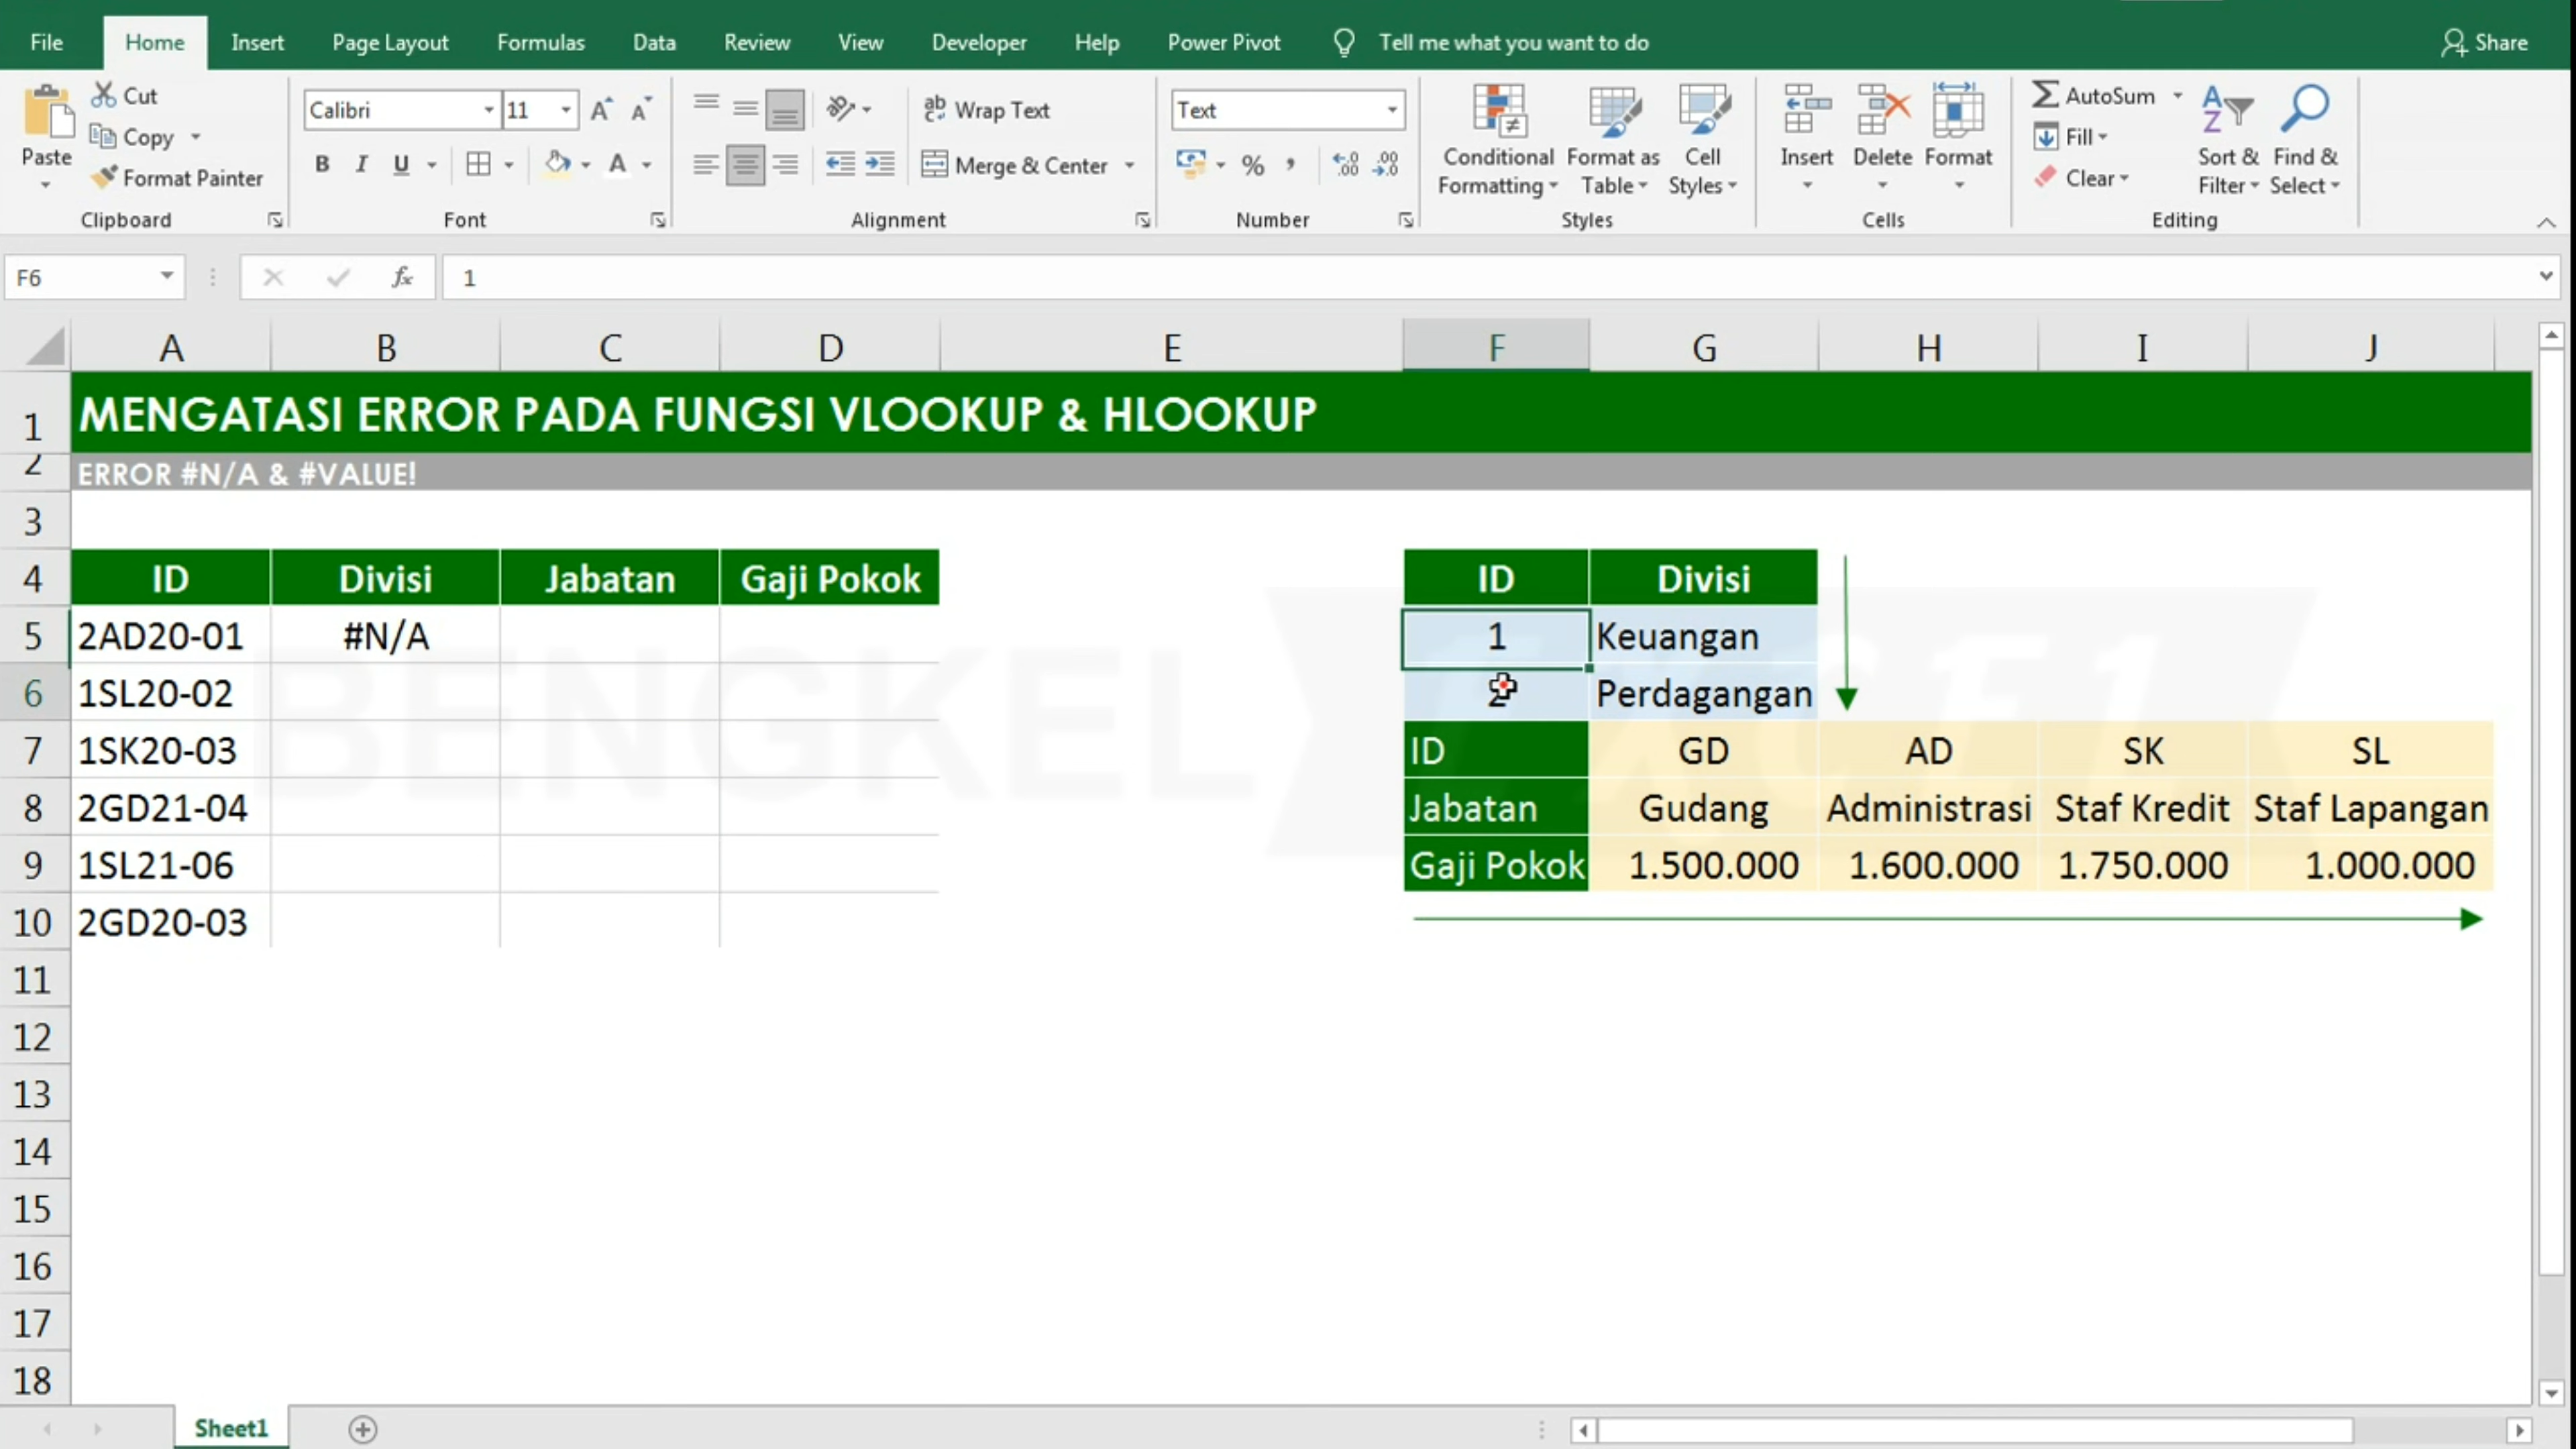 File Home Insert Page Layout Formulas Data Review View Developer Help Power Pivot Tell me what you want to do Share
Paste
Cut
Copy
Format Painter
Clipboard
Calibri 11
B I U
Font
Wrap Text
Merge & Center
Alignment
Text
% ,
Number
Conditional Formatting
Format as Table
Cell Styles
Styles
Insert Delete Format
Cells
AutoSum
Fill
Clear
Sort & Filter
Find & Select
Editing
F6 fx 1
A B C D E F G H I J
1 MENGATASI ERROR PADA FUNGSI VLOOKUP & HLOOKUP
2 ERROR #N/A & #VALUE!
3
4 ID Divisi Jabatan Gaji Pokok ID Divisi
5 2AD20-01 #N/A 1 Keuangan
6 1SL20-02 2 Perdagangan
7 1SK20-03 ID GD AD SK SL
8 2GD21-04 Jabatan Gudang Administrasi Staf Kredit Staf Lapangan
9 1SL21-06 Gaji Pokok 1.500.000 1.600.000 1.750.000 1.000.000
10 2GD20-03
11
12
13
14
15
16
17
18
BENGKEL
Sheet1